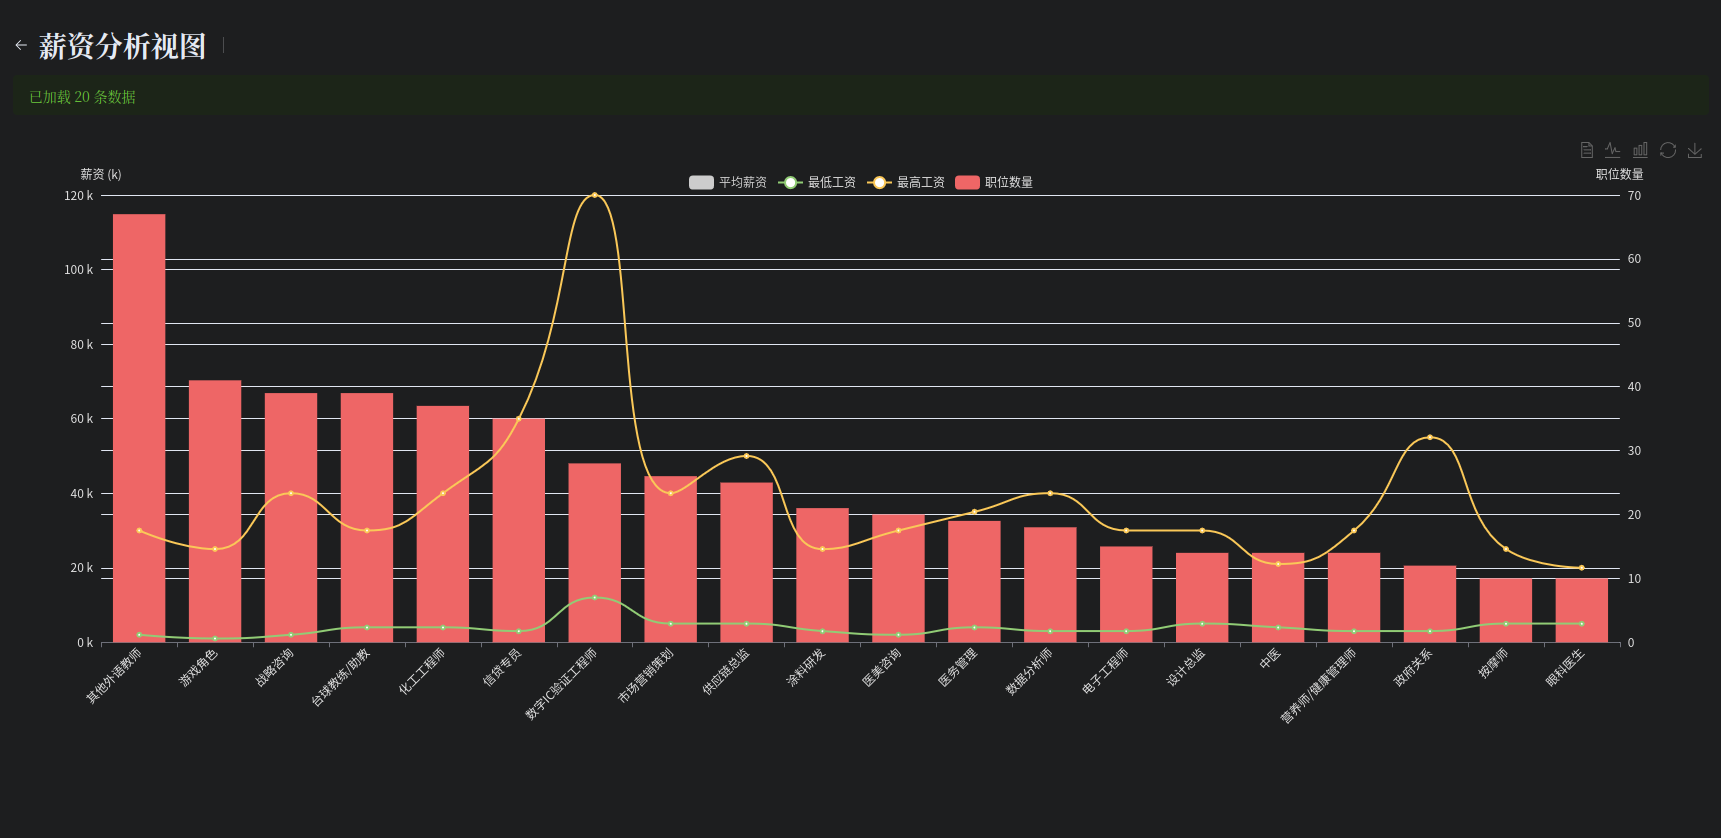 薪资分析视图
已加载 20 条数据
薪资 (k)
平均薪资 最低工资 最高工资 职位数量
职位数量
120 k
100 k
80 k
60 k
40 k
20 k
0 k
70
60
50
40
30
20
10
0
其他外语教师
游戏角色
战略咨询
台球教练/助教
化工工程师
信贷专员
数字IC验证工程师
市场营销策划
供应链总监
涂料研发
医美咨询
医务管理
数据分析师
电子工程师
设计总监
中医
营养师/健康管理师
政府关系
按摩师
眼科医生